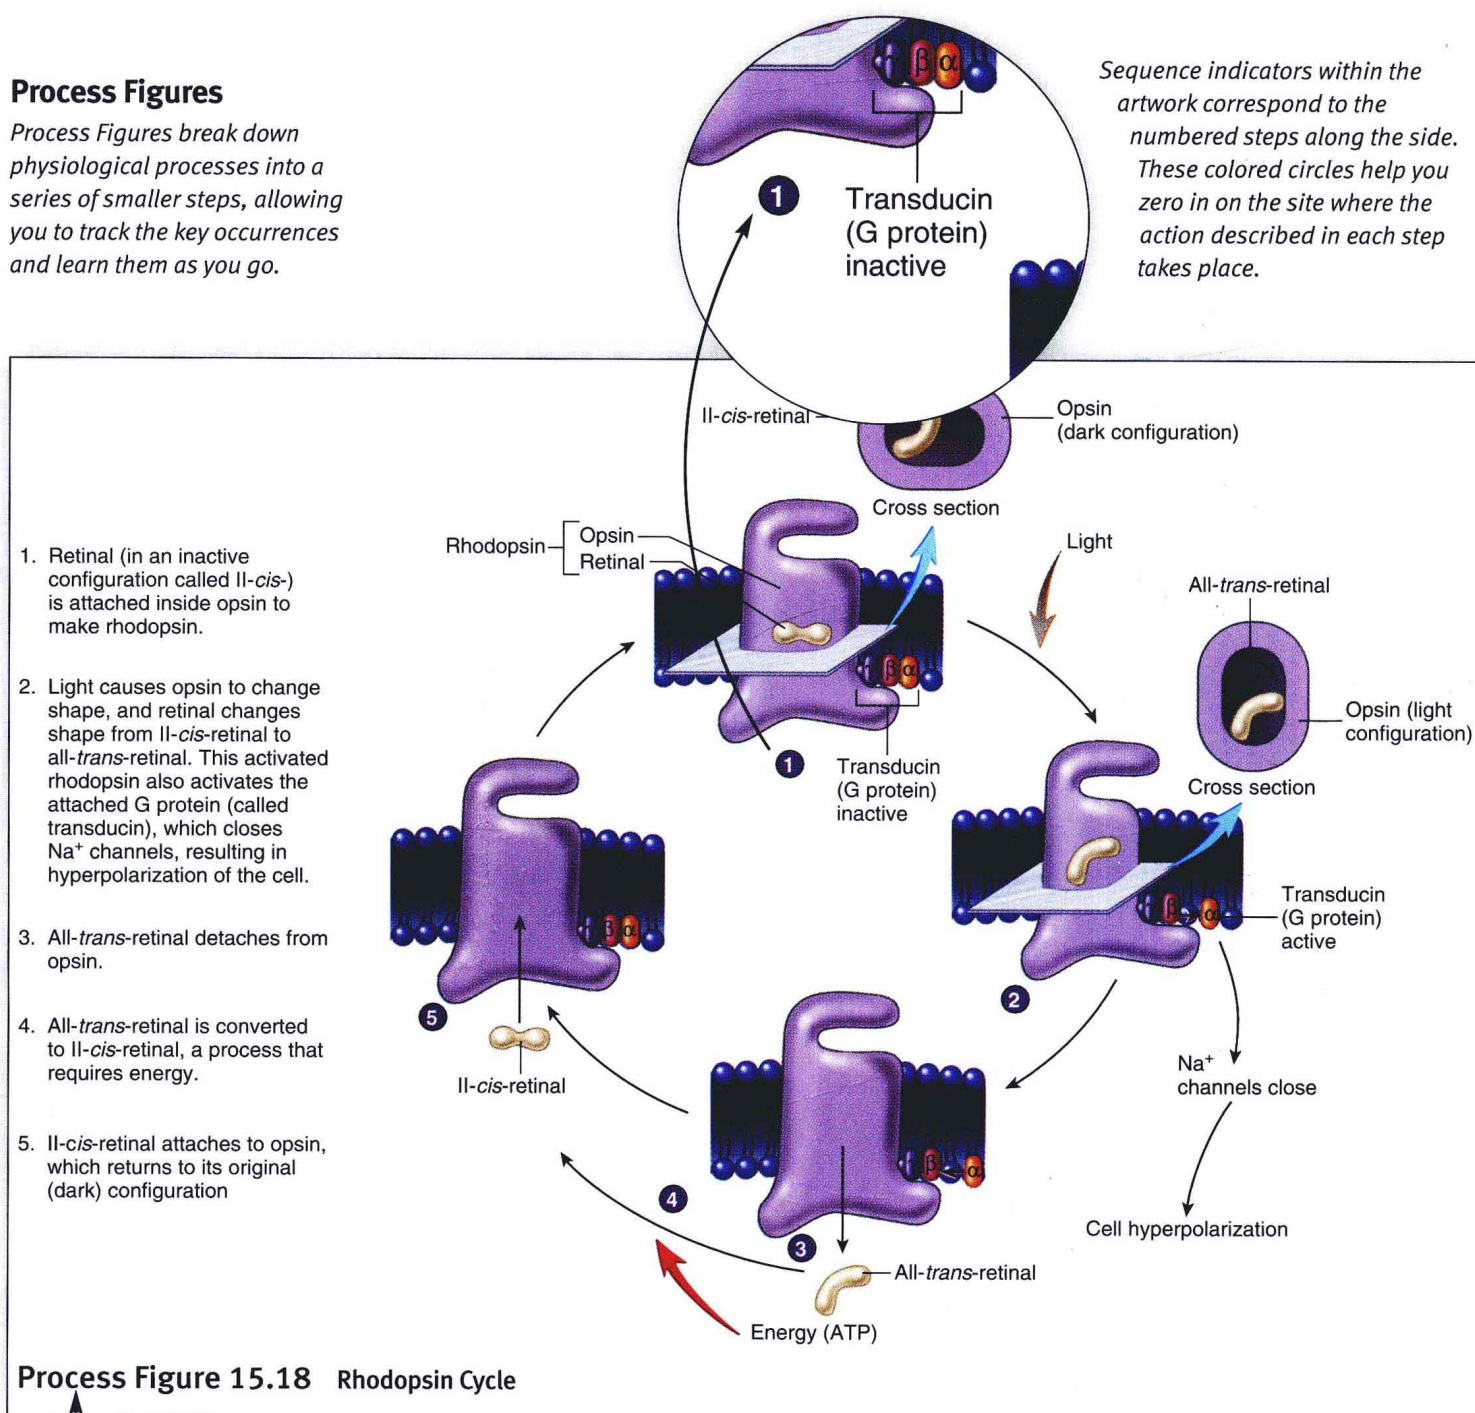 Process Figures
Process Figures break down
physiological processes into a
series of smaller steps, allowing
you to track the key occurrences
and learn them as you go.
γ β α
1
Transducin
(G protein)
inactive
Sequence indicators within the
artwork correspond to the
numbered steps along the side.
These colored circles help you
zero in on the site where the
action described in each step
takes place.
1. Retinal (in an inactive
configuration called II-cis-)
is attached inside opsin to
make rhodopsin.
2. Light causes opsin to change
shape, and retinal changes
shape from II-cis-retinal to
all-trans-retinal. This activated
rhodopsin also activates the
attached G protein (called
transducin), which closes
Na+ channels, resulting in
hyperpolarization of the cell.
3. All-trans-retinal detaches from
opsin.
4. All-trans-retinal is converted
to II-cis-retinal, a process that
requires energy.
5. II-cis-retinal attaches to opsin,
which returns to its original
(dark) configuration
II-cis-retinal
Opsin
(dark configuration)
Cross section
Rhodopsin
Opsin
Retinal
γ β α
1
Transducin
(G protein)
inactive
Light
All-trans-retinal
Opsin (light
configuration)
Cross section
γ β α
Transducin
(G protein)
active
2
Na+
channels close
Cell hyperpolarization
γ β α
3
All-trans-retinal
4
Energy (ATP)
γ β α
5
II-cis-retinal
Process Figure 15.18 Rhodopsin Cycle